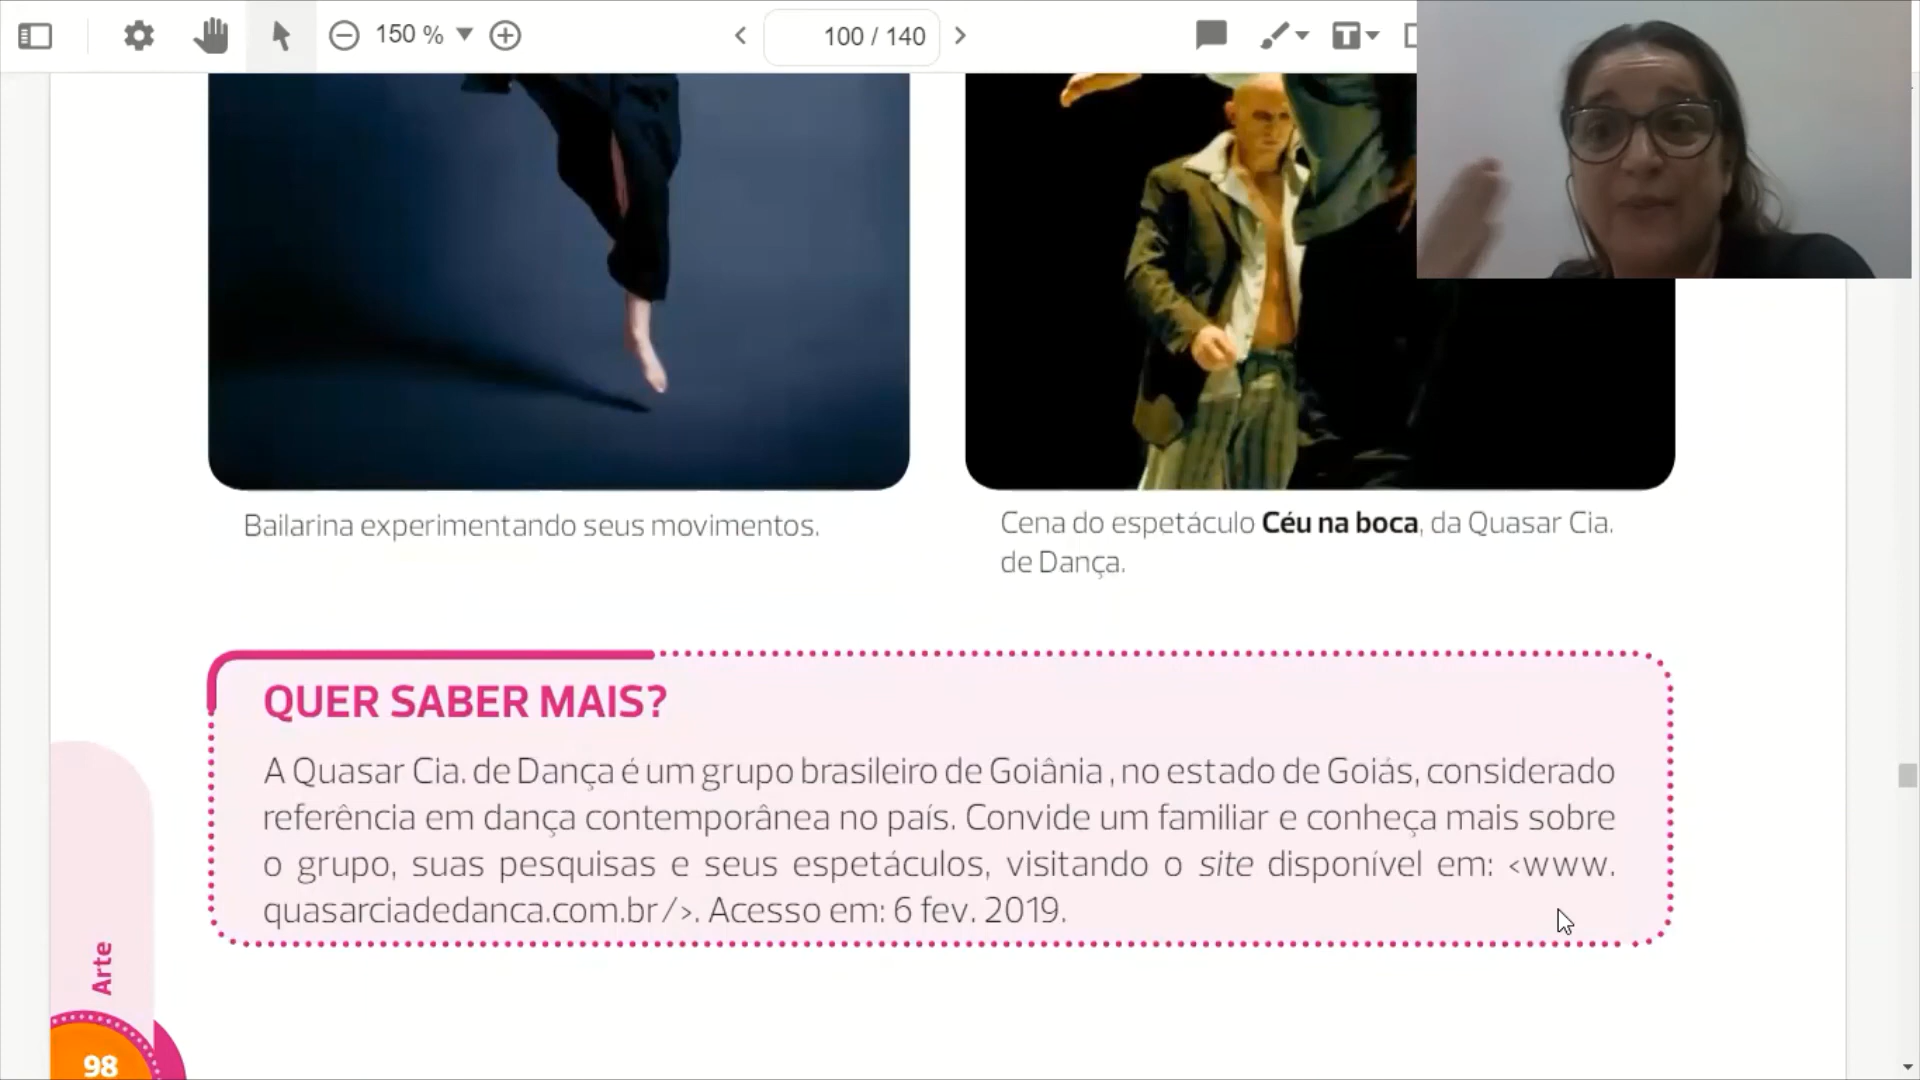 150 %
100 / 140
Bailarina experimentando seus movimentos.
Cena do espetáculo Céu na boca, da Quasar Cia.
de Dança.
QUER SABER MAIS?
A Quasar Cia. de Dança é um grupo brasileiro de Goiânia , no estado de Goiás, considerado
referência em dança contemporânea no país. Convide um familiar e conheça mais sobre
o grupo, suas pesquisas e seus espetáculos, visitando o site disponível em: <www.
quasarciadedanca.com.br/>. Acesso em: 6 fev. 2019.
Arte
98